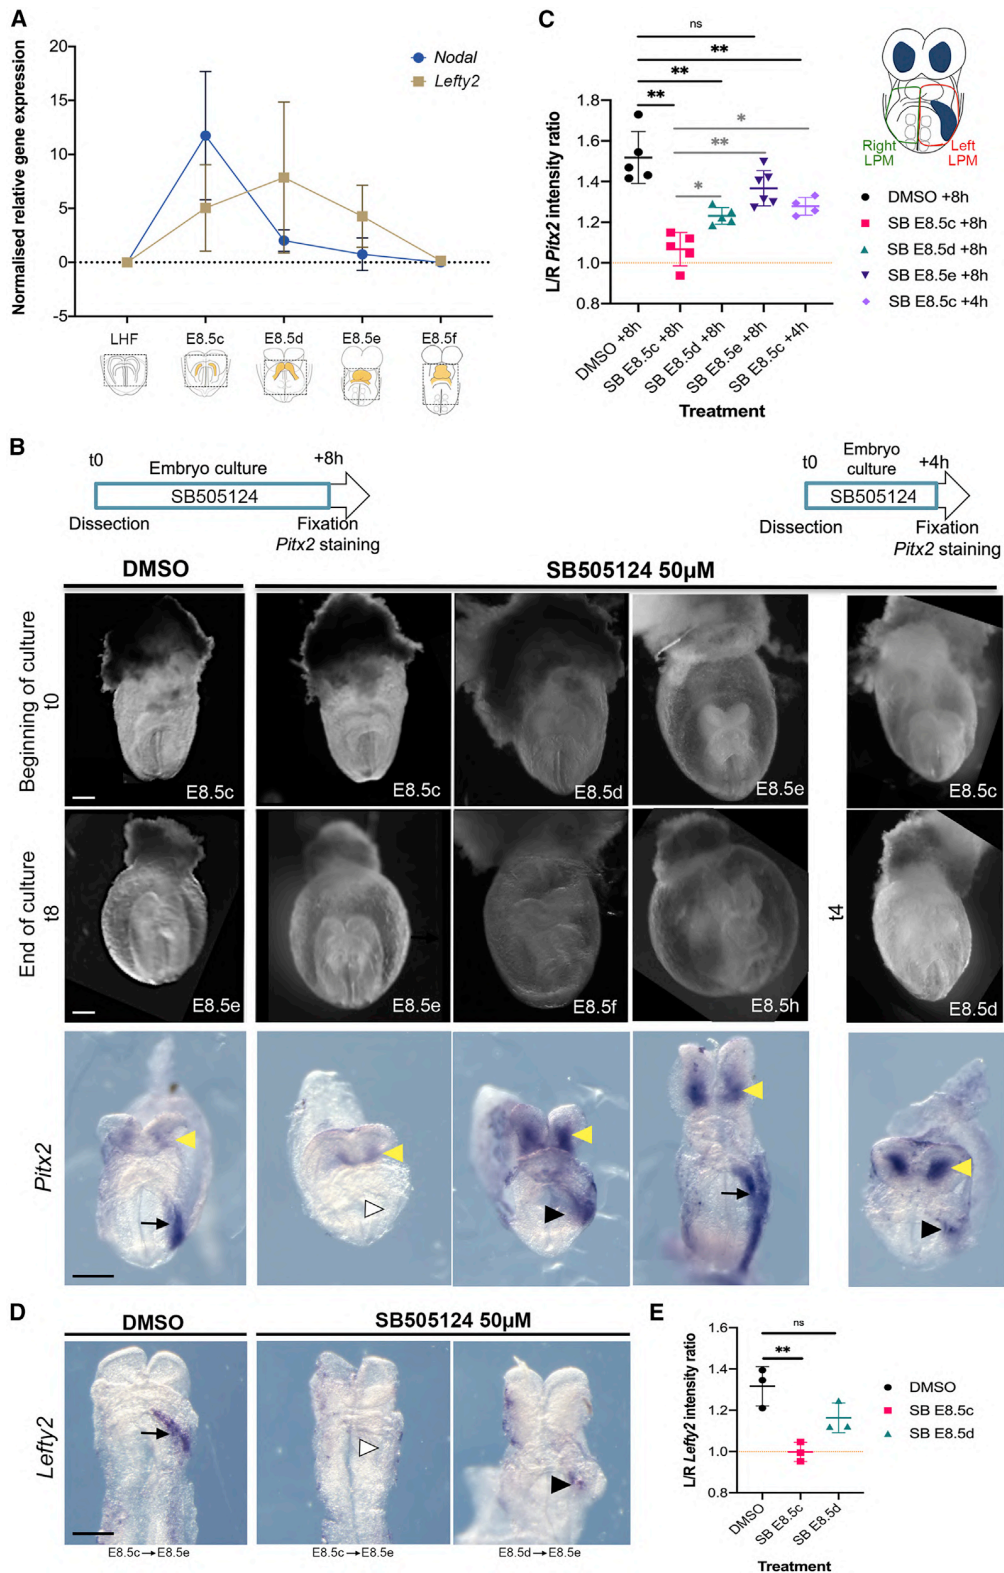 A
Normalised relative gene expression
20
15
10
5
0
-5
Nodal
Lefty2
LHF
E8.5c
E8.5d
E8.5e
E8.5f
C
ns
**
**
**
*
**
*
L/R Pitx2 intensity ratio
1.8
1.6
1.4
1.2
1.0
0.8
DMSO +8h
SB E8.5c +8h
SB E8.5d +8h
SB E8.5e +8h
SB E8.5c +4h
Treatment
Right
LPM
Left
LPM
DMSO +8h
SB E8.5c +8h
SB E8.5d +8h
SB E8.5e +8h
SB E8.5c +4h
B
t0
Embryo culture
+8h
SB505124
Dissection
Fixation
Pitx2 staining
t0
Embryo
culture
+4h
SB505124
Dissection
Fixation
Pitx2 staining
DMSO
SB505124 50µM
Beginning of culture
t0
E8.5c
E8.5c
E8.5d
E8.5e
E8.5c
End of culture
t8
E8.5e
E8.5e
E8.5f
E8.5h
t4
E8.5d
Pitx2
D
DMSO
SB505124 50µM
Lefty2
E8.5c→E8.5e
E8.5c→E8.5e
E8.5d→E8.5e
E
ns
**
L/R Lefty2 intensity ratio
1.6
1.4
1.2
1.0
0.8
DMSO
SB E8.5c
SB E8.5d
Treatment
DMSO
SB E8.5c
SB E8.5d